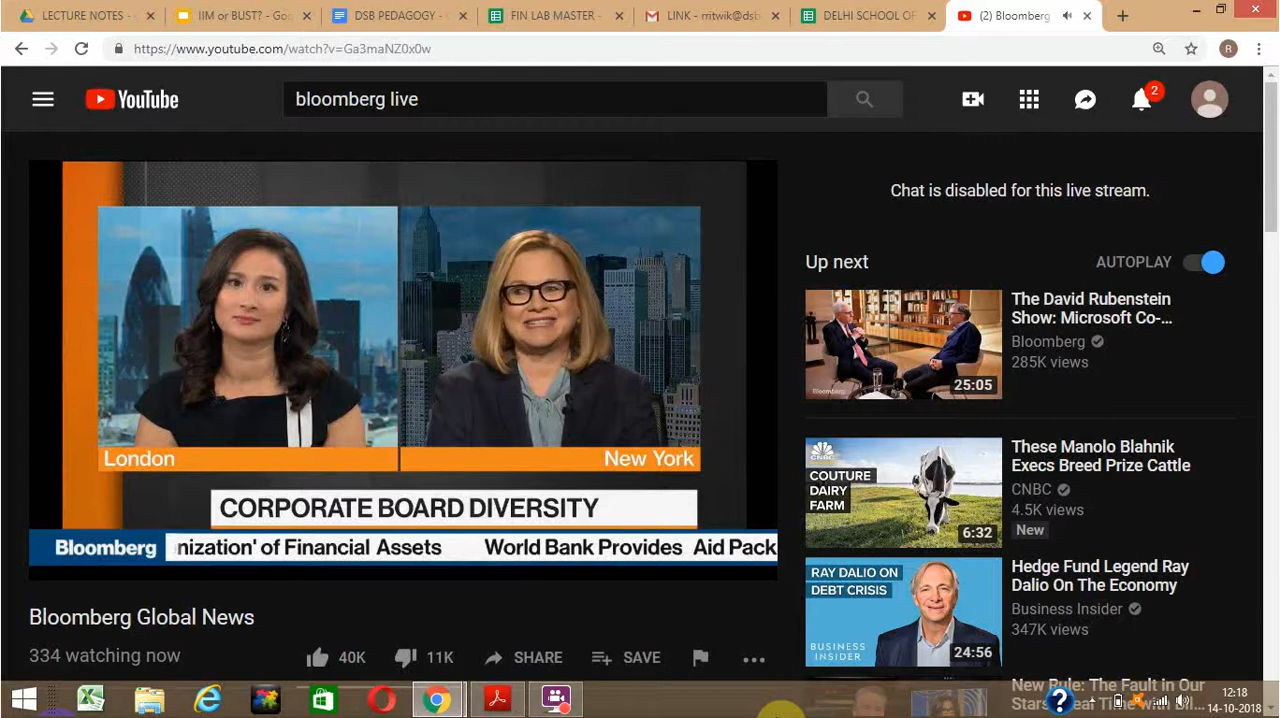 LECTURE NOTES -
IIM or BUST? - Go
DSB PEDAGOGY -
FIN LAB MASTER -
LINK - mitwik@dsb
DELHI SCHOOL OF
(2) Bloomberg
https://www.youtube.com/watch?v=Ga3maNZ0x0w
R
YouTube
bloomberg live
2
Chat is disabled for this live stream.
Up next
AUTOPLAY
London
New York
CORPORATE BOARD DIVERSITY
Bloomberg
nization' of Financial Assets World Bank Provides Aid Pack
Bloomberg Global News
334 watching now
40K
11K
SHARE
SAVE
The David Rubenstein
Show: Microsoft Co-...
Bloomberg
285K views
Bloomberg
25:05
These Manolo Blahnik
Execs Breed Prize Cattle
CNBC
4.5K views
New
CNBC
COUTURE
DAIRY
FARM
6:32
Hedge Fund Legend Ray
Dalio On The Economy
Business Insider
347K views
RAY DALIO ON
DEBT CRISIS
BUSINESS
INSIDER
24:56
New Rule: The Fault in Our
12:18
14-10-2018